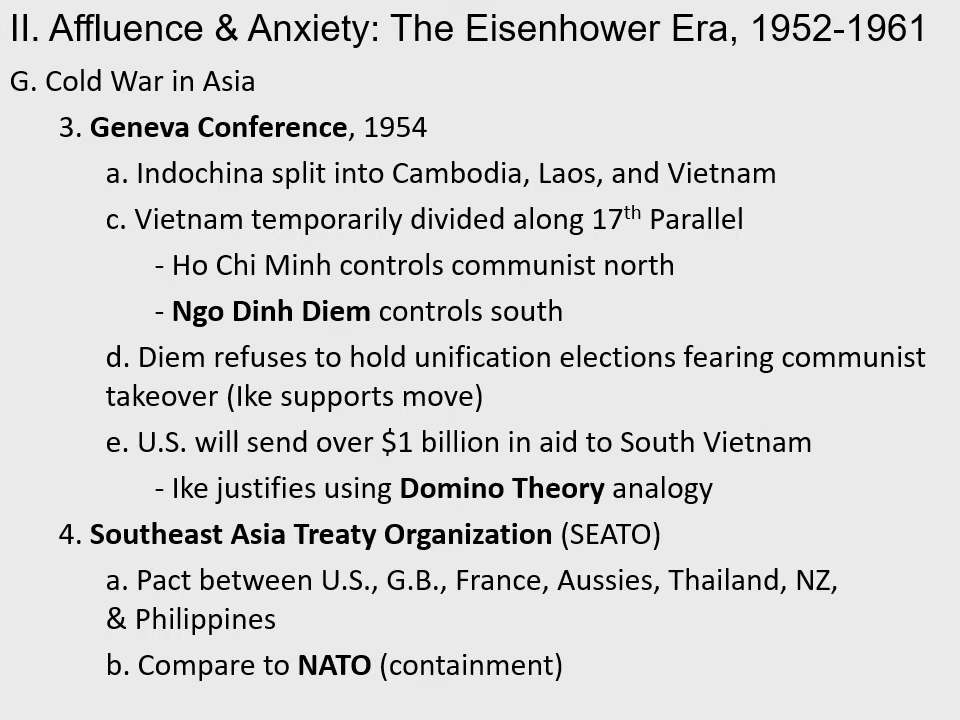 II. Affluence & Anxiety: The Eisenhower Era, 1952-1961
G. Cold War in Asia
3. Geneva Conference, 1954
a. Indochina split into Cambodia, Laos, and Vietnam
c. Vietnam temporarily divided along 17th Parallel
- Ho Chi Minh controls communist north
- Ngo Dinh Diem controls south
d. Diem refuses to hold unification elections fearing communist
takeover (Ike supports move)
e. U.S. will send over $1 billion in aid to South Vietnam
- Ike justifies using Domino Theory analogy
4. Southeast Asia Treaty Organization (SEATO)
a. Pact between U.S., G.B., France, Aussies, Thailand, NZ,
& Philippines
b. Compare to NATO (containment)